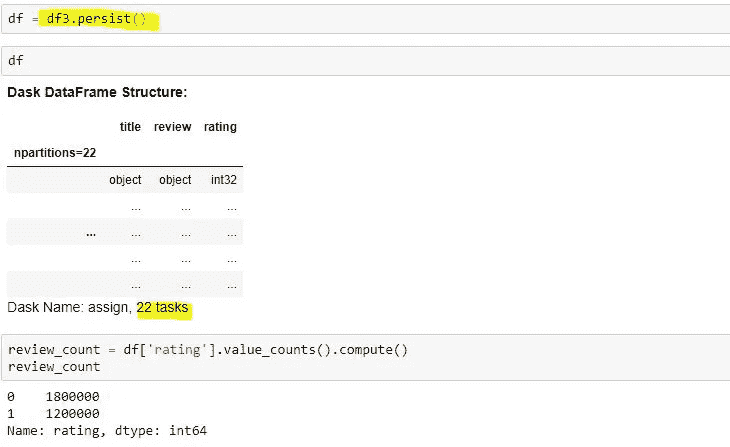 df = df3.persist()
df
Dask DataFrame Structure:
title review rating
npartitions=22
object object int32
... ... ...
... ... ... ...
... ... ...
... ... ...
Dask Name: assign, 22 tasks
review_count = df['rating'].value_counts().compute()
review_count
0    1800000
1    1200000
Name: rating, dtype: int64